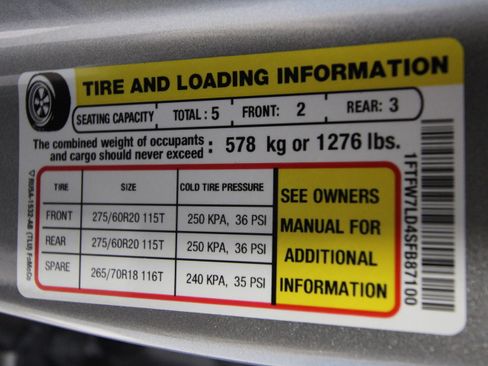 TIRE AND LOADING INFORMATION
SEATING CAPACITY TOTAL : 5 FRONT: 2 REAR: 3
The combined weight of occupants
and cargo should never exceed : 578 kg or 1276 lbs.
TIRE SIZE COLD TIRE PRESSURE
FRONT 275/60R20 115T 250 KPA, 36 PSI
REAR 275/60R20 115T 250 KPA, 36 PSI
SPARE 265/70R18 116T 240 KPA, 35 PSI
SEE OWNERS
MANUAL FOR
ADDITIONAL
INFORMATION
1FTFW7LD4SFB87100